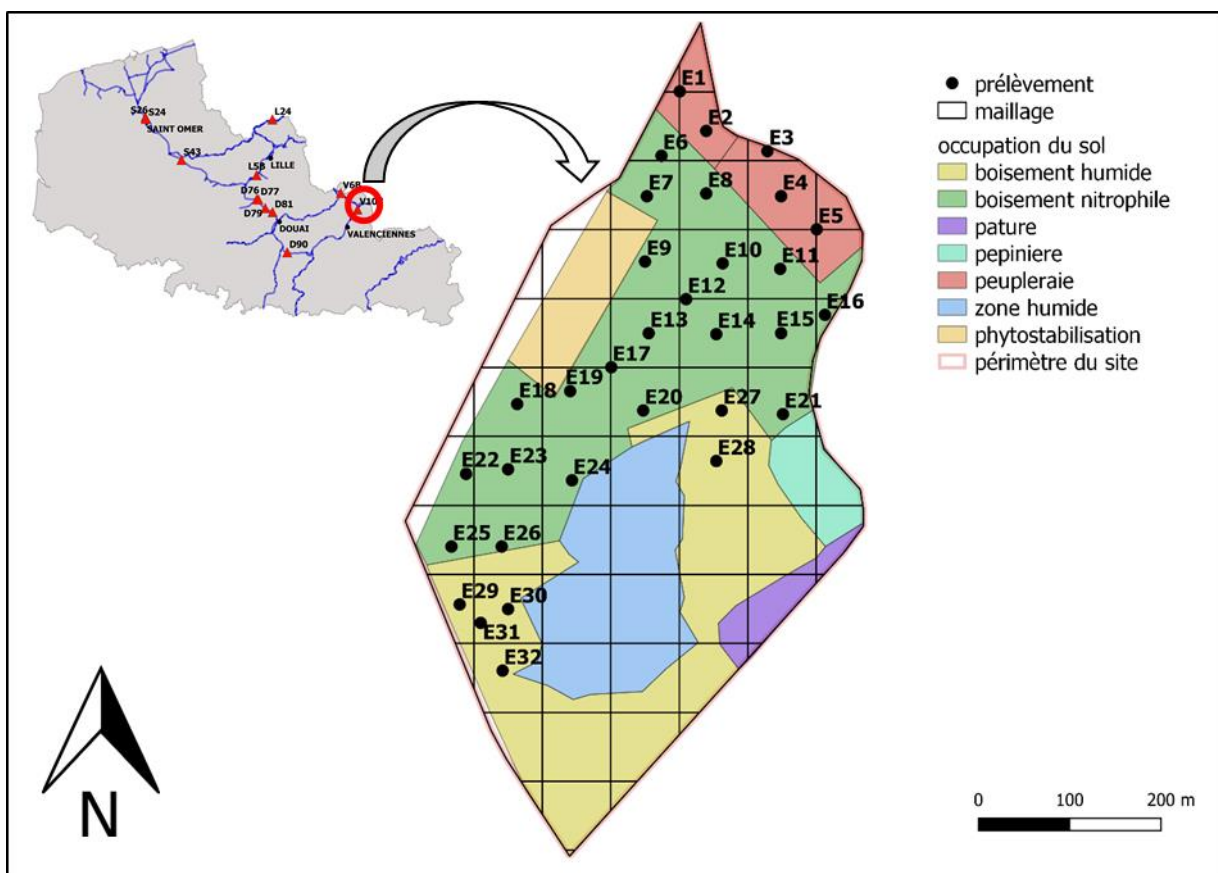 S26
S24
SAINT OMER
L24
S43
LILLE
L5B
D76
D77
D79
D81
DOUAI
D90
VALENCIENNES
E1
E2
E3
E6
E7
E8
E4
E5
E9
E10
E11
E12
E16
E13
E14
E15
E17
E18
E19
E20
E27
E21
E28
E22
E23
E24
E25
E26
E29
E30
E31
E32
prélèvement
maillage
occupation du sol
boisement humide
boisement nitrophile
pature
pepiniere
peupleraie
zone humide
phytostabilisation
périmètre du site
N
0 100 200 m